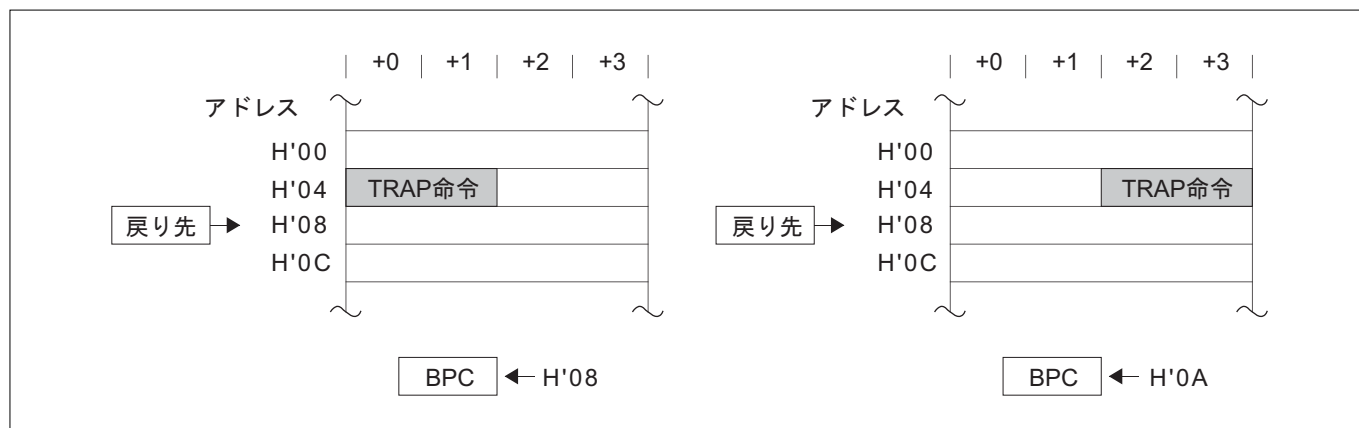 +0 +1 +2 +3
アドレス
H'00
H'04 TRAP命令
戻り先 H'08
H'0C
BPC ← H'08
+0 +1 +2 +3
アドレス
H'00
H'04 TRAP命令
戻り先 H'08
H'0C
BPC ← H'0A